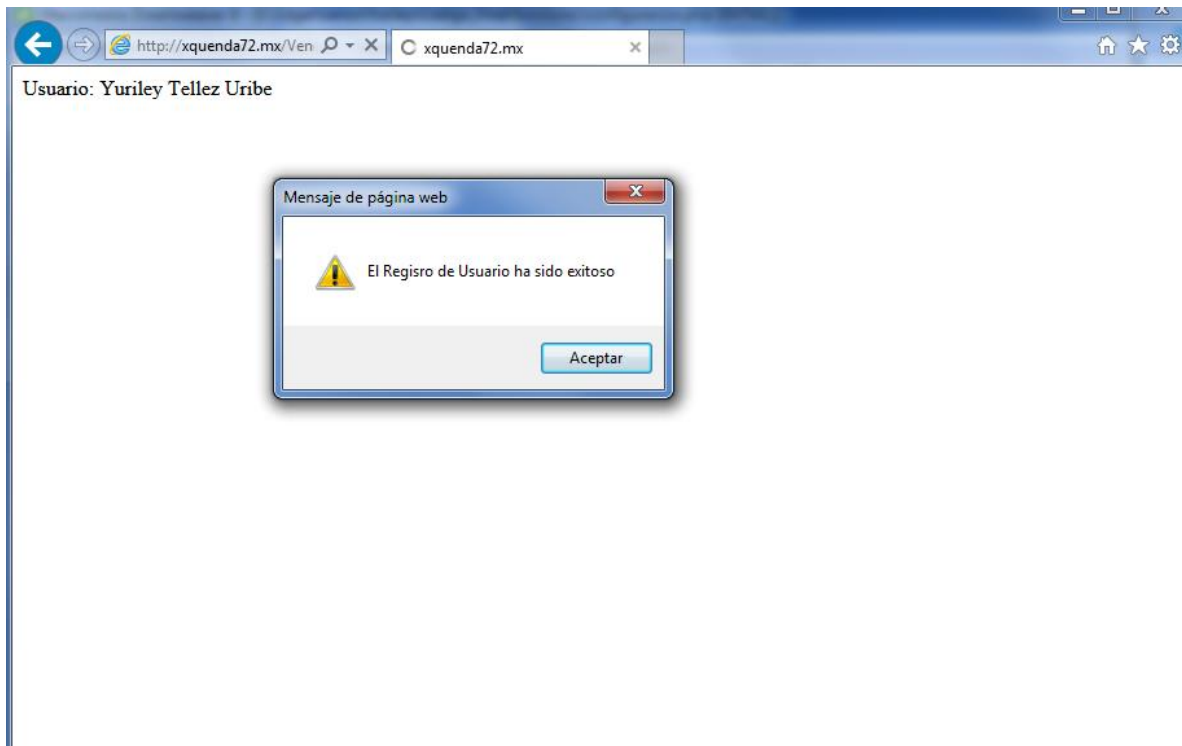 http://xquenda72.mx/Ven
xquenda72.mx
Usuario: Yuriley Tellez Uribe
Mensaje de página web
El Regisro de Usuario ha sido exitoso
Aceptar